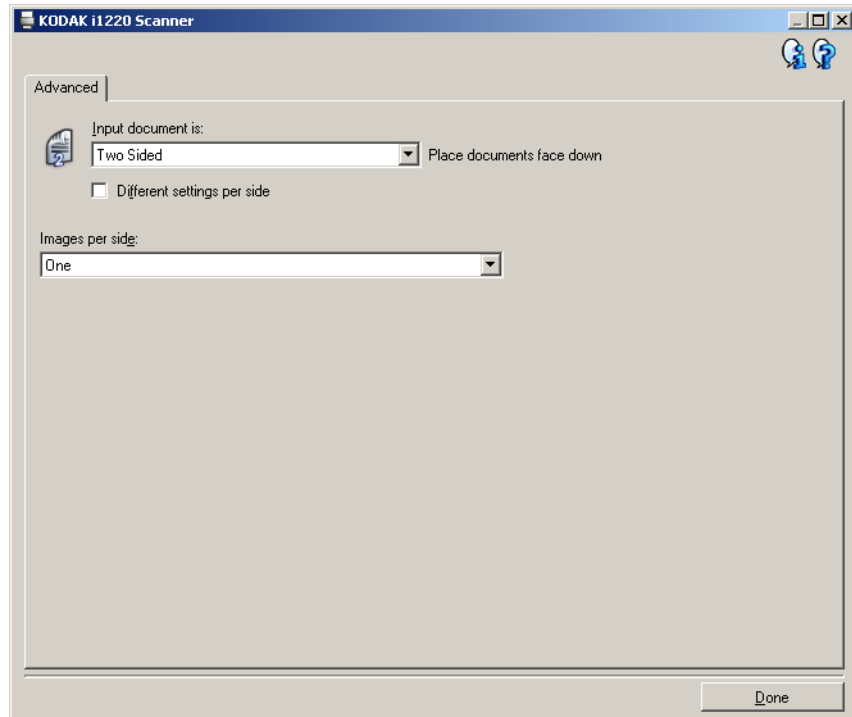 KODAK i1220 Scanner
Advanced
Input document is:
Two Sided
Place documents face down
Different settings per side
Images per side:
One
Done